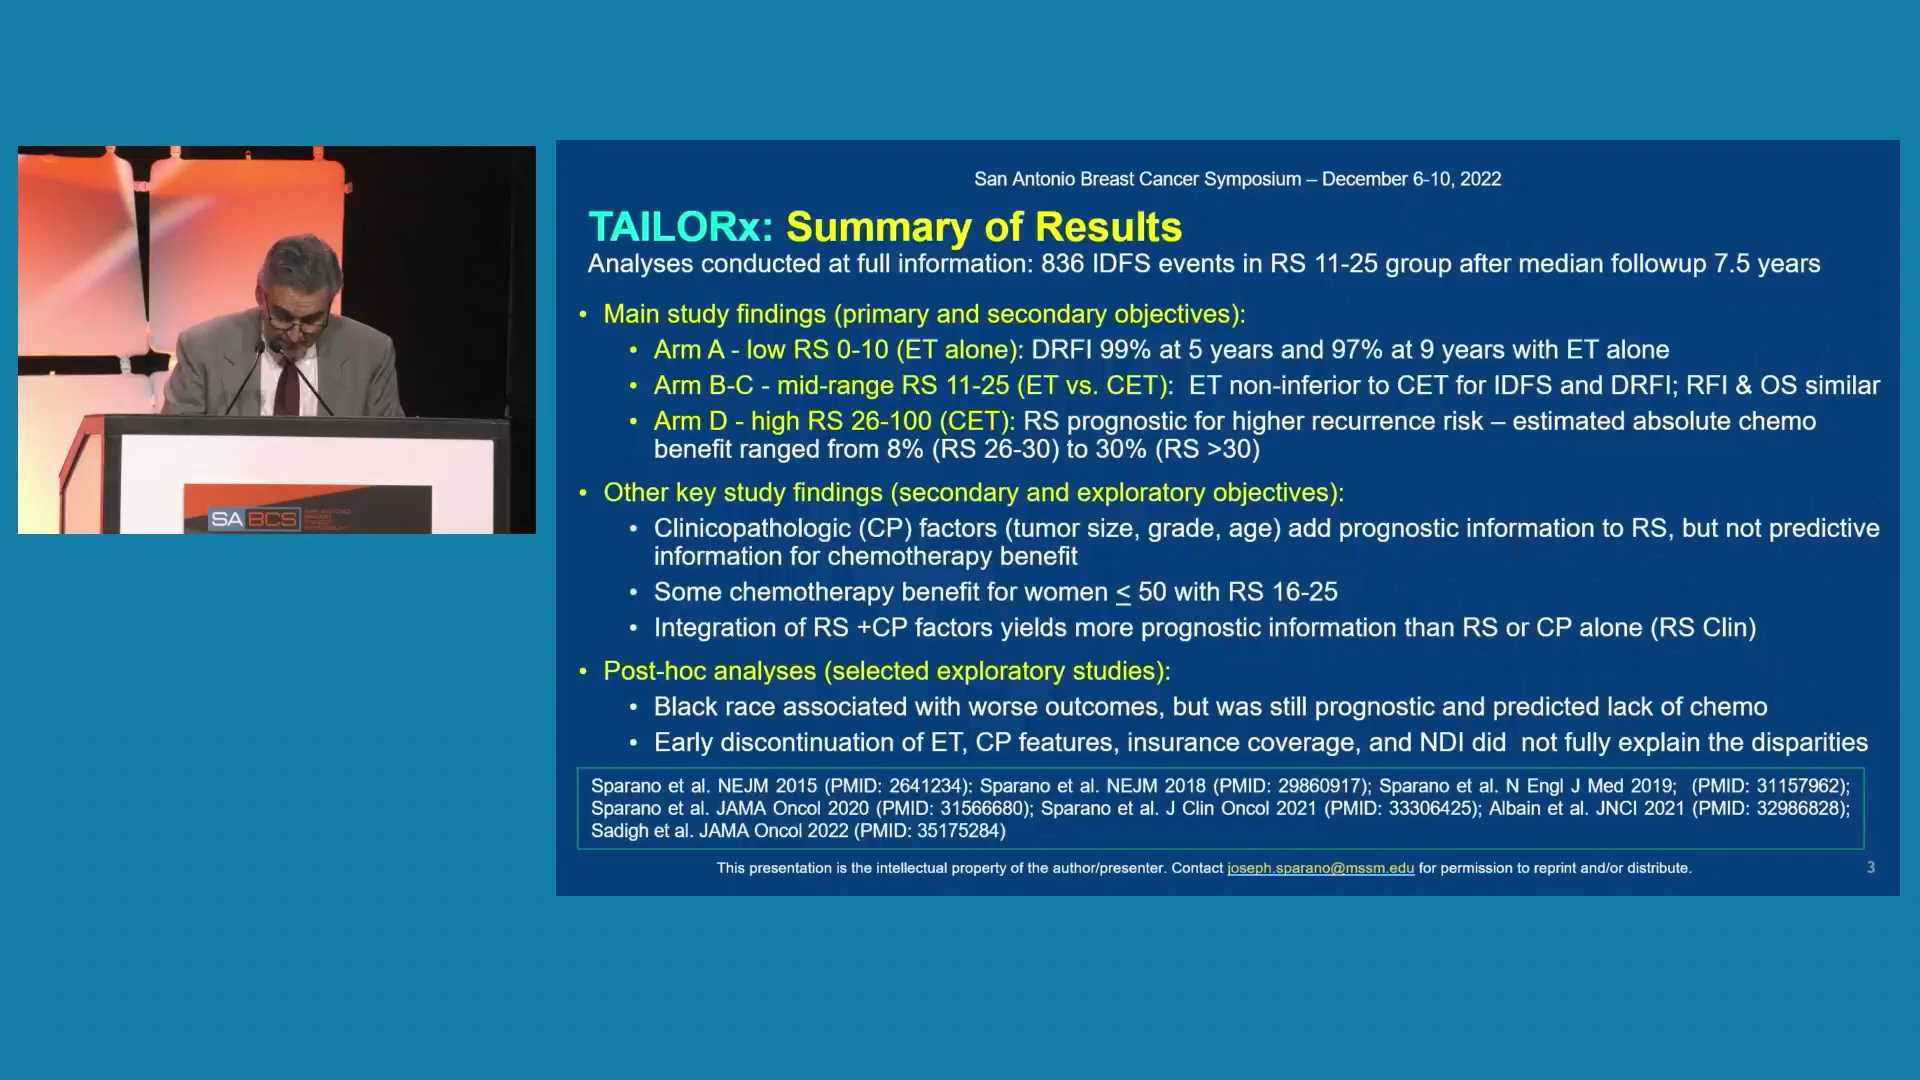 San Antonio Breast Cancer Symposium – December 6-10, 2022
TAILORx: Summary of Results
Analyses conducted at full information: 836 IDFS events in RS 11-25 group after median followup 7.5 years
• Main study findings (primary and secondary objectives):
• Arm A - low RS 0-10 (ET alone): DRFI 99% at 5 years and 97% at 9 years with ET alone
• Arm B-C - mid-range RS 11-25 (ET vs. CET): ET non-inferior to CET for IDFS and DRFI; RFI & OS similar
• Arm D - high RS 26-100 (CET): RS prognostic for higher recurrence risk – estimated absolute chemo
benefit ranged from 8% (RS 26-30) to 30% (RS >30)
• Other key study findings (secondary and exploratory objectives):
• Clinicopathologic (CP) factors (tumor size, grade, age) add prognostic information to RS, but not predictive
information for chemotherapy benefit
• Some chemotherapy benefit for women < 50 with RS 16-25
• Integration of RS +CP factors yields more prognostic information than RS or CP alone (RS Clin)
• Post-hoc analyses (selected exploratory studies):
• Black race associated with worse outcomes, but was still prognostic and predicted lack of chemo
• Early discontinuation of ET, CP features, insurance coverage, and NDI did not fully explain the disparities
Sparano et al. NEJM 2015 (PMID: 2641234): Sparano et al. NEJM 2018 (PMID: 29860917); Sparano et al. N Engl J Med 2019; (PMID: 31157962);
Sparano et al. JAMA Oncol 2020 (PMID: 31566680); Sparano et al. J Clin Oncol 2021 (PMID: 33306425); Albain et al. JNCI 2021 (PMID: 32986828);
Sadigh et al. JAMA Oncol 2022 (PMID: 35175284)
This presentation is the intellectual property of the author/presenter. Contact joseph.sparano@mssm.edu for permission to reprint and/or distribute.
3
SA BCS